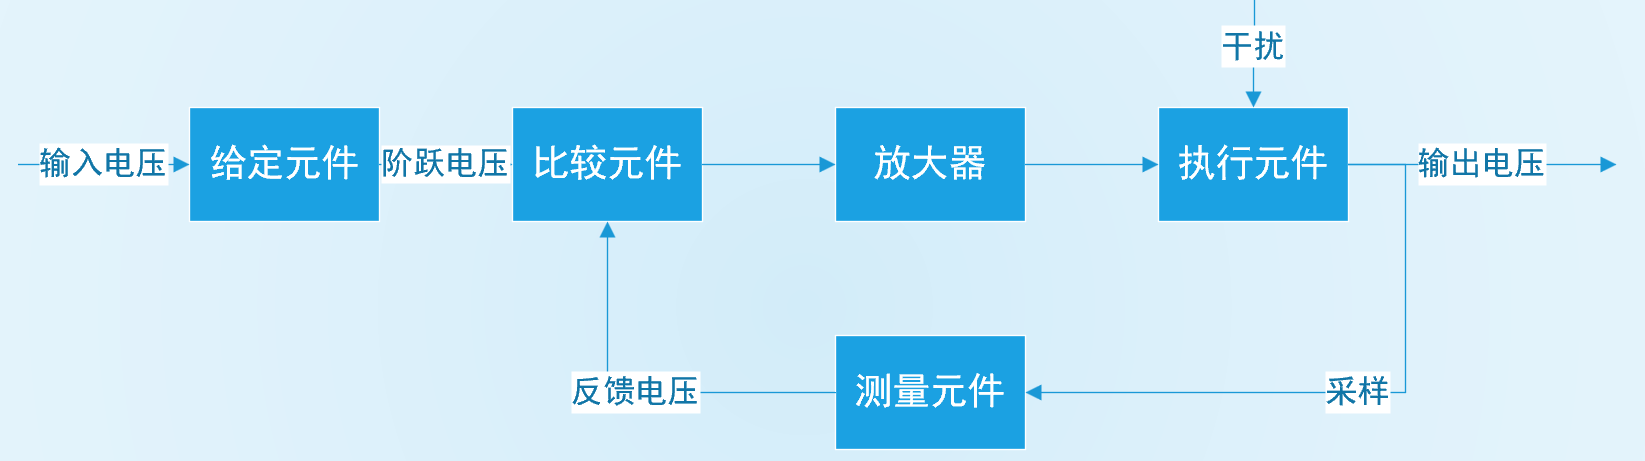 干扰
输入电压
给定元件
阶跃电压
比较元件
放大器
执行元件
输出电压
反馈电压
测量元件
采样